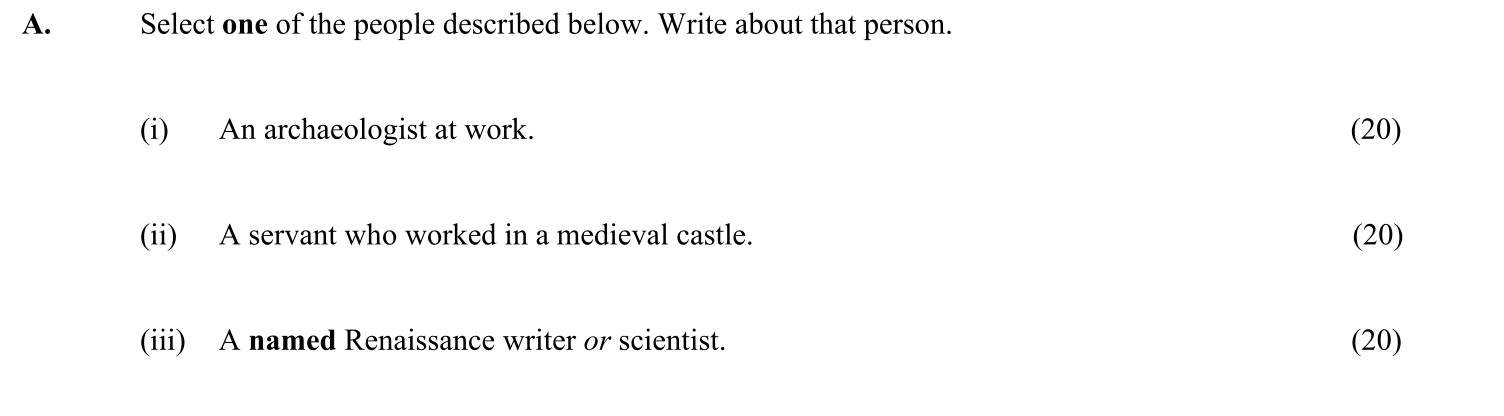 A. Select one of the people described below. Write about that person.
(i) An archaeologist at work. (20)
(ii) A servant who worked in a medieval castle. (20)
(iii) A named Renaissance writer or scientist. (20)